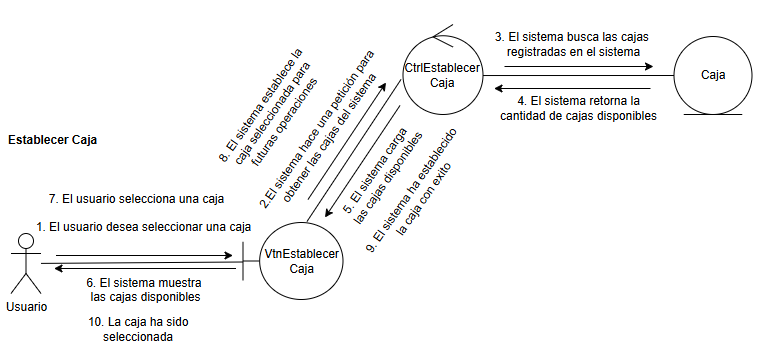 Establecer Caja
7. El usuario selecciona una caja
1. El usuario desea seleccionar una caja
Usuario
6. El sistema muestra
las cajas disponibles
10. La caja ha sido
seleccionada
VtnEstablecer
Caja
8. El sistema establece la
caja seleccionada para
futuras operaciones
2.El sistema hace una petición para
obtener las cajas del sistema
5. El sistema carga
las cajas disponibles
9. El sistema ha establecido
la caja con exito
CtrlEstablecer
Caja
3. El sistema busca las cajas
registradas en el sistema
4. El sistema retorna la
cantidad de cajas disponibles
Caja